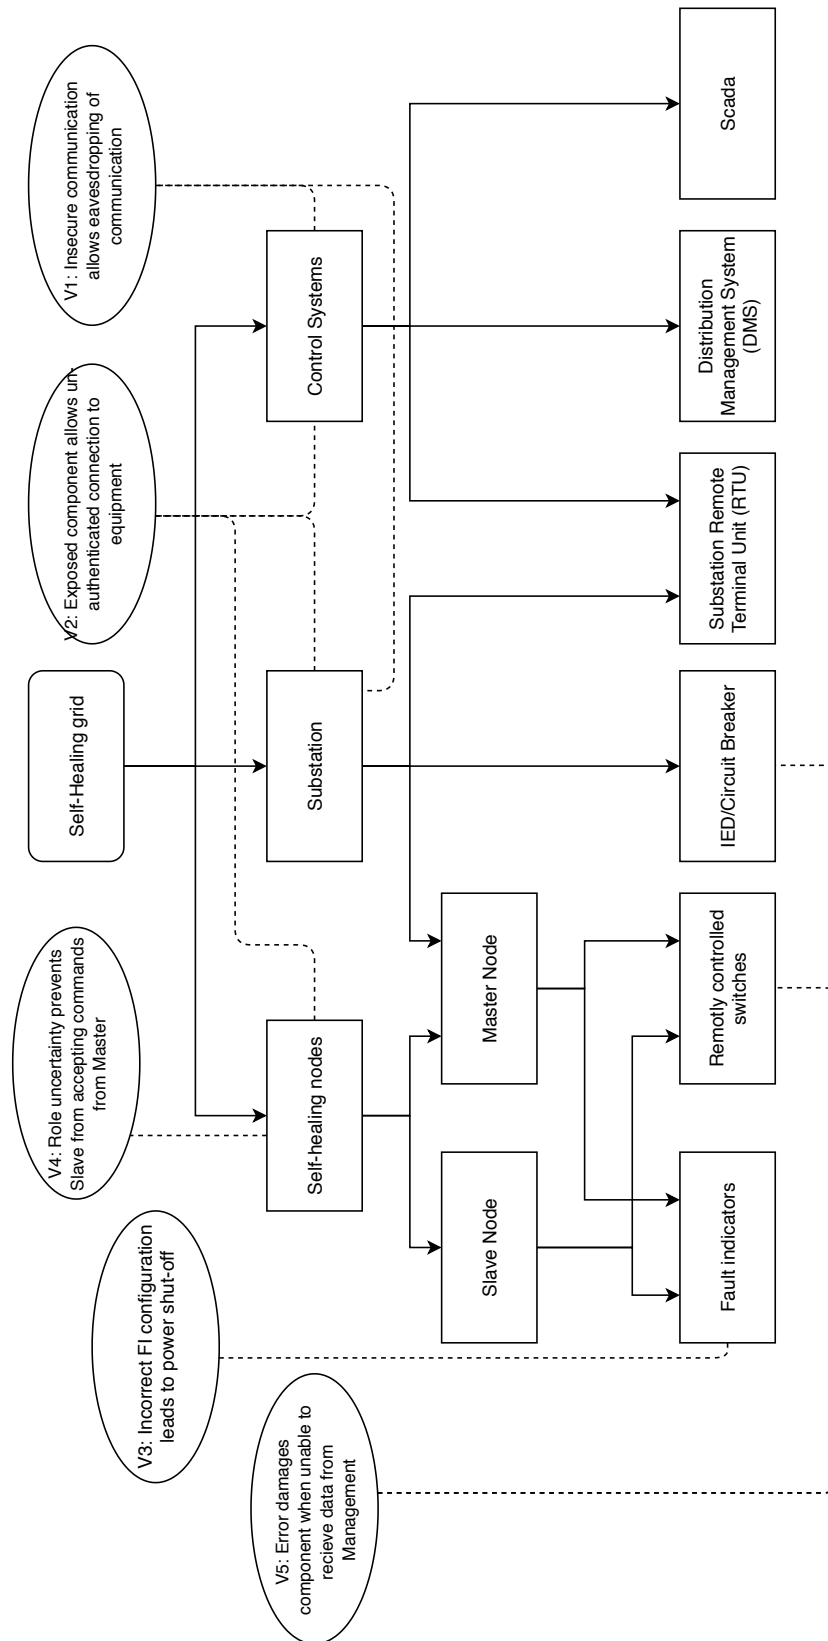 V1: Insecure communication
allows eavesdropping of
communication
V2: Exposed component allows un-
authenticated connection to
equipment
Self-Healing grid
V4: Role uncertainty prevents
Slave from accepting commands
from Master
V3: Incorrect FI configuration
leads to power shut-off
V5: Error damages
component when unable to
recieve data from
Management
Self-healing nodes
Substation
Control Systems
Slave Node
Master Node
Fault indicators
Remotly controlled
switches
IED/Circuit Breaker
Substation Remote
Terminal Unit (RTU)
Distribution
Management System
(DMS)
Scada